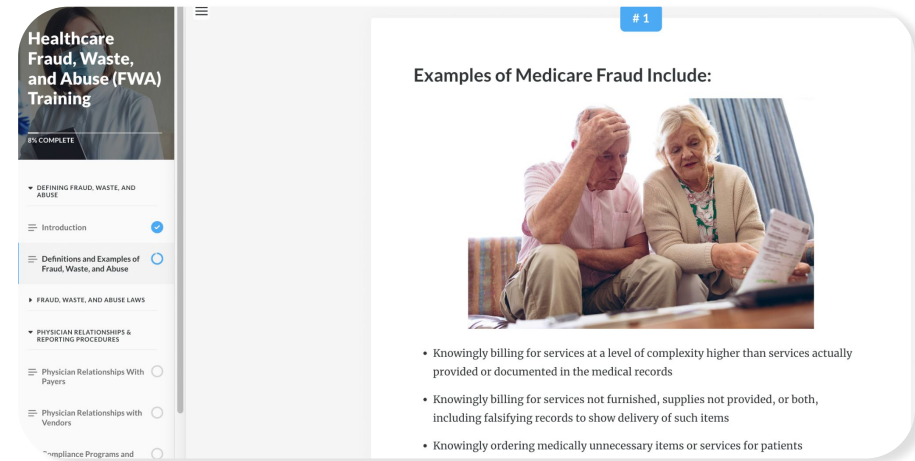 Healthcare
Fraud, Waste,
and Abuse (FWA)
Training
8% COMPLETE
DEFINING FRAUD, WASTE, AND
ABUSE
Introduction
Definitions and Examples of
Fraud, Waste, and Abuse
FRAUD, WASTE, AND ABUSE LAWS
PHYSICIAN RELATIONSHIPS &
REPORTING PROCEDURES
Physician Relationships With
Payers
Physician Relationships with
Vendors
Compliance Programs and
# 1
Examples of Medicare Fraud Include:
• Knowingly billing for services at a level of complexity higher than services actually
provided or documented in the medical records
• Knowingly billing for services not furnished, supplies not provided, or both,
including falsifying records to show delivery of such items
• Knowingly ordering medically unnecessary items or services for patients